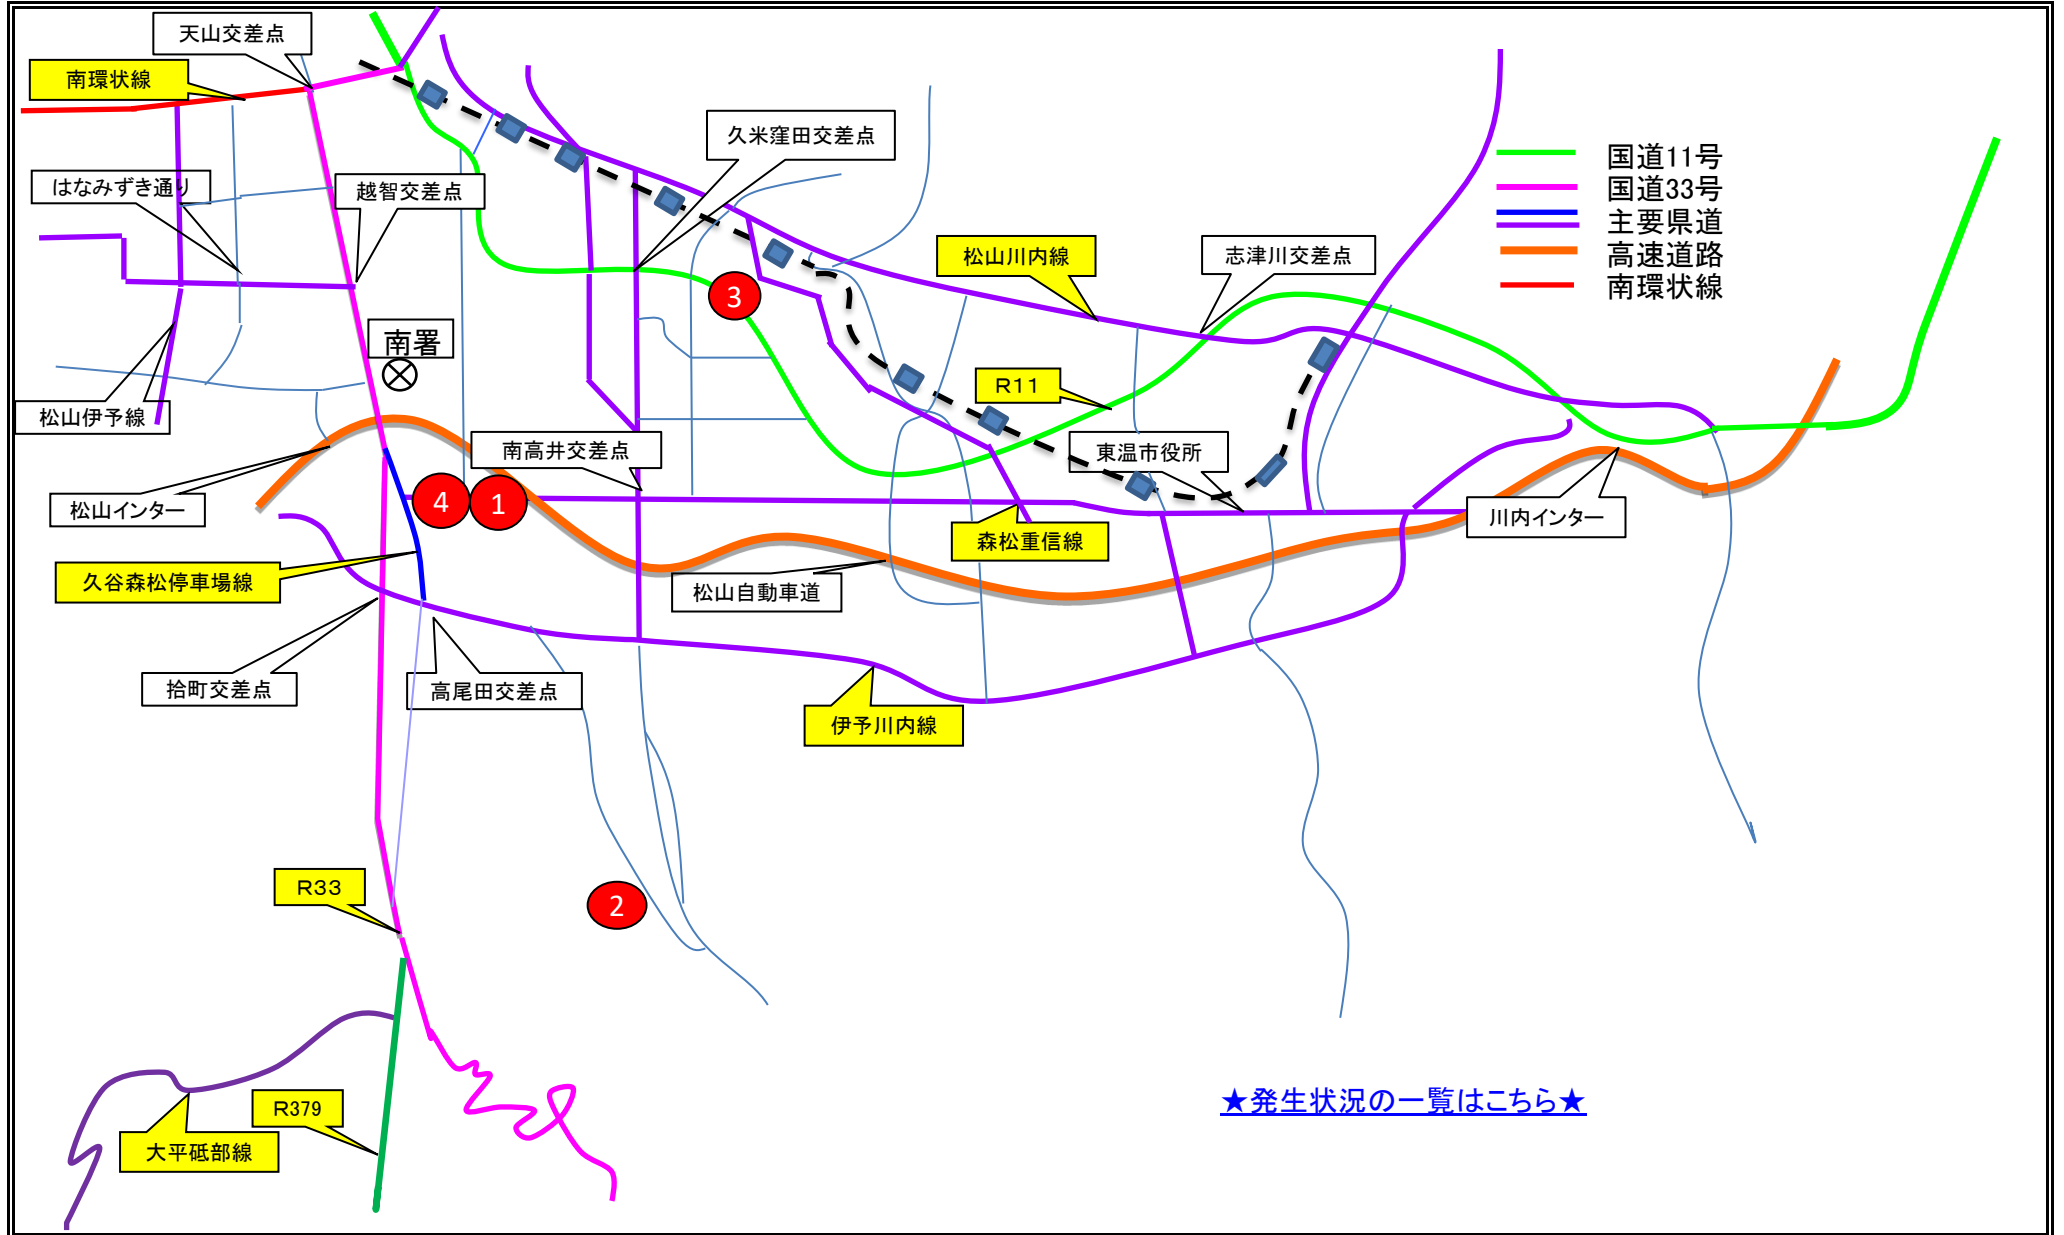 天山交差点
南環状線
久米窪田交差点
国道11号
国道33号
主要県道
高速道路
南環状線
はなみずき通り
越智交差点
松山川内線
志津川交差点
3
南署
R11
松山伊予線
南高井交差点
東温市役所
松山インター
4
1
川内インター
森松重信線
久谷森松停車場線
松山自動車道
拾町交差点
高尾田交差点
伊予川内線
R33
2
★発生状況の一覧はこちら★
R379
大平砥部線